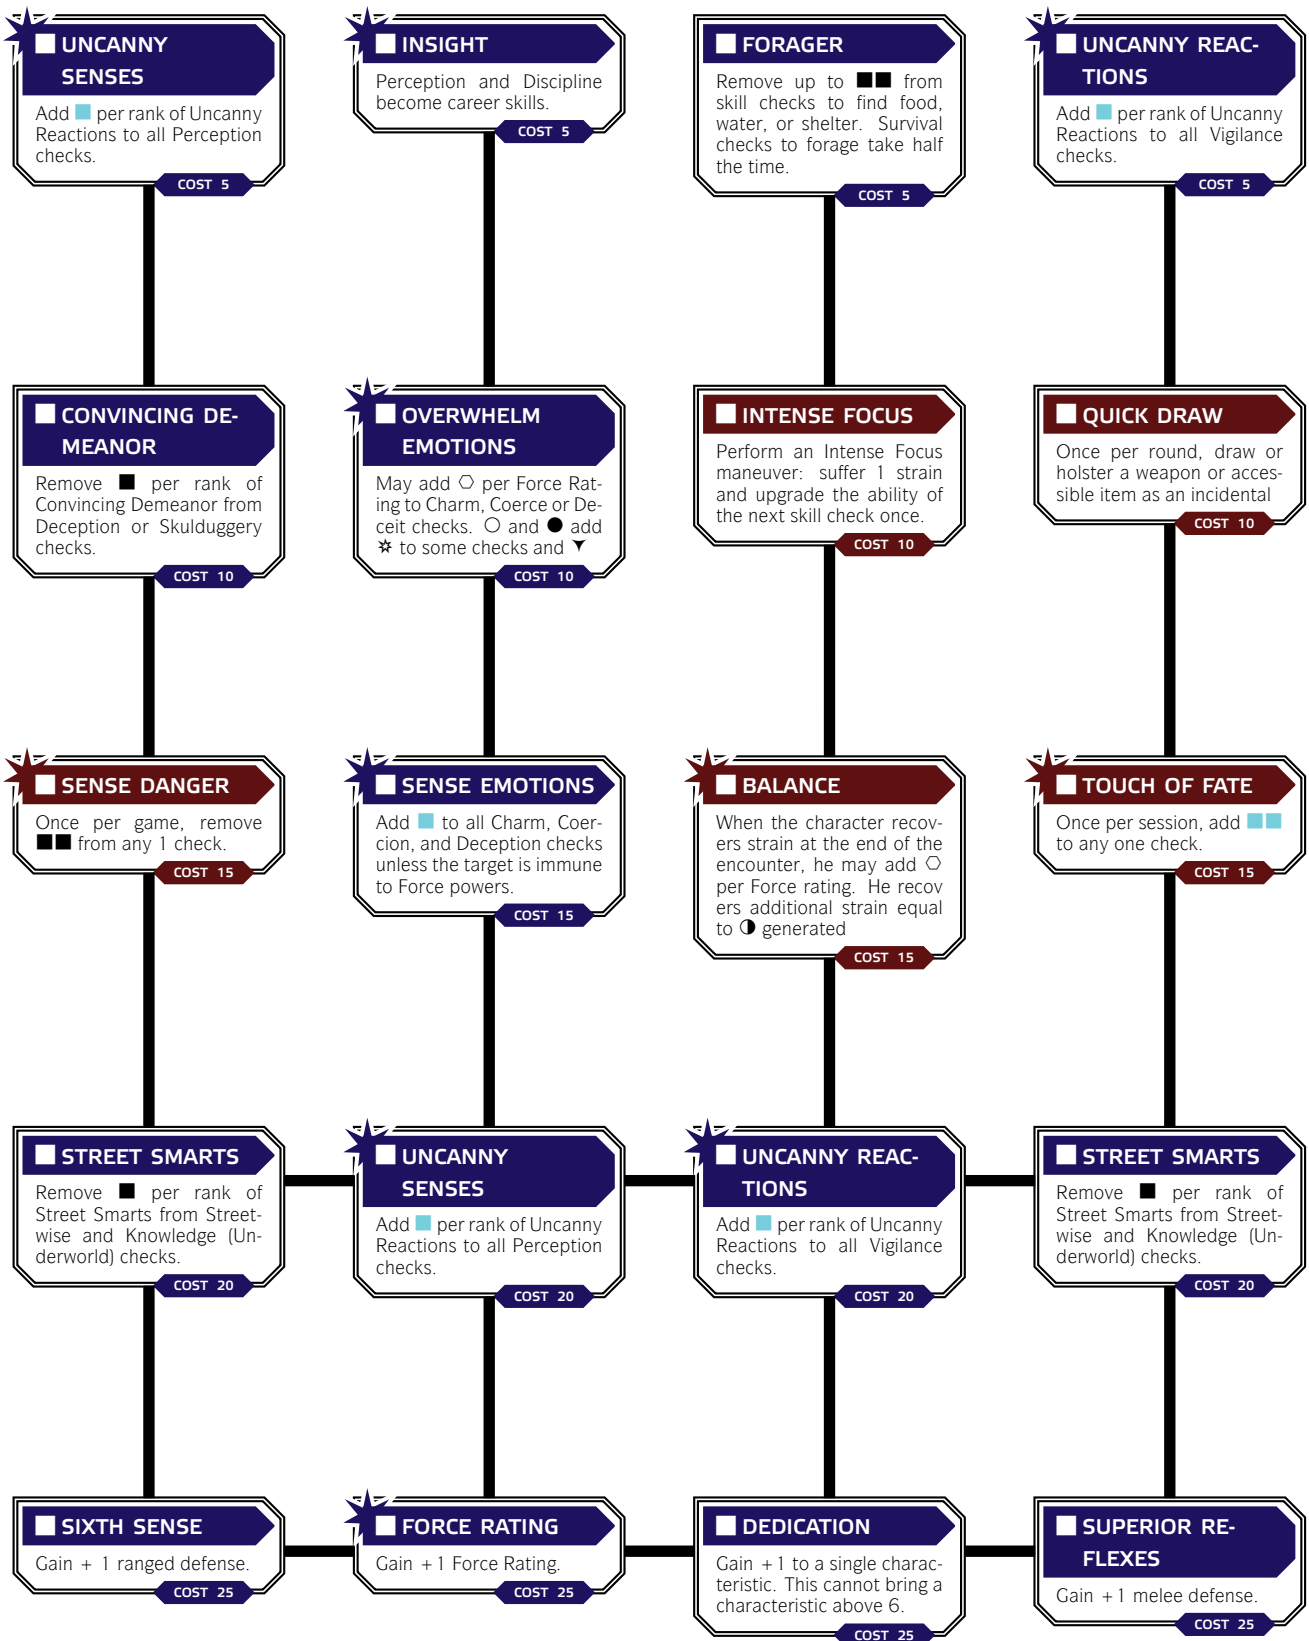 UNCANNY
SENSES
Add per rank of Uncanny
Reactions to all Perception
checks.
COST 5
INSIGHT
Perception and Discipline
become career skills.
COST 5
FORAGER
Remove up to ■■ from
skill checks to find food,
water, or shelter. Survival
checks to forage take half
the time.
COST 5
UNCANNY REAC-
TIONS
Add per rank of Uncanny
Reactions to all Vigilance
checks.
COST 5
CONVINCING DE-
MEANOR
Remove ■ per rank of
Convincing Demeanor from
Deception or Skulduggery
checks.
COST 10
OVERWHELM
EMOTIONS
May add ⬡ per Force Rat-
ing to Charm, Coerce or De-
ceit checks. ○ and ● add
to some checks and
COST 10
INTENSE FOCUS
Perform an Intense Focus
maneuver: suffer 1 strain
and upgrade the ability of
the next skill check once.
COST 10
QUICK DRAW
Once per round, draw or
holster a weapon or acces-
sible item as an incidental
COST 10
SENSE DANGER
Once per game, remove
■■ from any 1 check.
COST 15
SENSE EMOTIONS
Add to all Charm, Coer-
cion, and Deception checks
unless the target is immune
to Force powers.
COST 15
BALANCE
When the character recov-
ers strain at the end of the
encounter, he may add ⬡
per Force rating. He recov
ers additional strain equal
to ◑ generated
COST 15
TOUCH OF FATE
Once per session, add
to any one check.
COST 15
STREET SMARTS
Remove ■ per rank of
Street Smarts from Street-
wise and Knowledge (Un-
derworld) checks.
COST 20
UNCANNY
SENSES
Add per rank of Uncanny
Reactions to all Perception
checks.
COST 20
UNCANNY REAC-
TIONS
Add per rank of Uncanny
Reactions to all Vigilance
checks.
COST 20
STREET SMARTS
Remove ■ per rank of
Street Smarts from Street-
wise and Knowledge (Un-
derworld) checks.
COST 20
SIXTH SENSE
Gain + 1 ranged defense.
COST 25
FORCE RATING
Gain +1 Force Rating.
COST 25
DEDICATION
Gain +1 to a single charac-
teristic. This cannot bring a
characteristic above 6.
COST 25
SUPERIOR RE-
FLEXES
Gain +1 melee defense.
COST 25